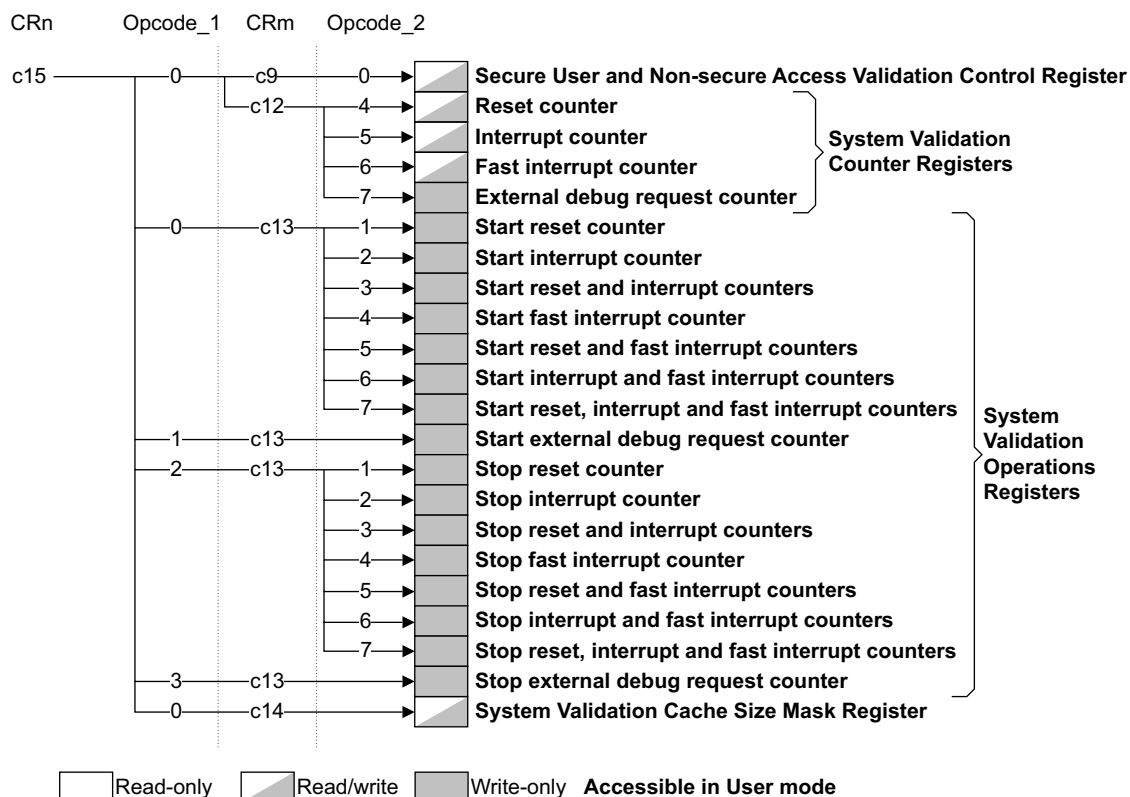 CRn Opcode_1 CRm Opcode_2
c15 0 c9 0 Secure User and Non-secure Access Validation Control Register
c12 4 Reset counter
5 Interrupt counter
6 Fast interrupt counter
7 External debug request counter
System Validation
Counter Registers
0 c13 1 Start reset counter
2 Start interrupt counter
3 Start reset and interrupt counters
4 Start fast interrupt counter
5 Start reset and fast interrupt counters
6 Start interrupt and fast interrupt counters
7 Start reset, interrupt and fast interrupt counters
1 c13 Start external debug request counter
2 c13 1 Stop reset counter
2 Stop interrupt counter
3 Stop reset and interrupt counters
4 Stop fast interrupt counter
5 Stop reset and fast interrupt counters
6 Stop interrupt and fast interrupt counters
7 Stop reset, interrupt and fast interrupt counters
3 c13 Stop external debug request counter
System
Validation
Operations
Registers
0 c14 System Validation Cache Size Mask Register
Read-only Read/write Write-only Accessible in User mode